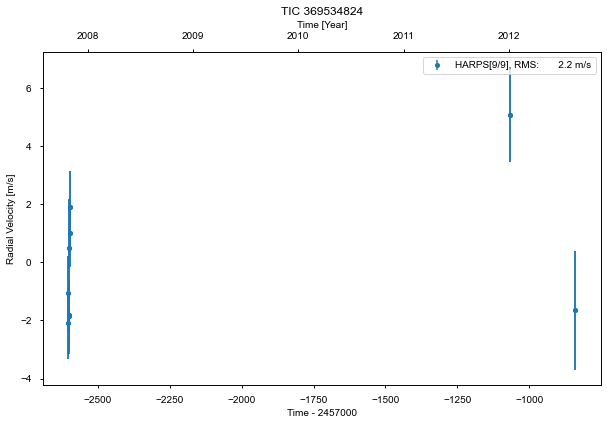 TIC 369534824
Time [Year]
2008 2009 2010 2011 2012
HARPS[9/9], RMS: 2.2 m/s
Radial Velocity [m/s]
6
4
2
0
−2
−4
−2500 −2250 −2000 −1750 −1500 −1250 −1000
Time - 2457000